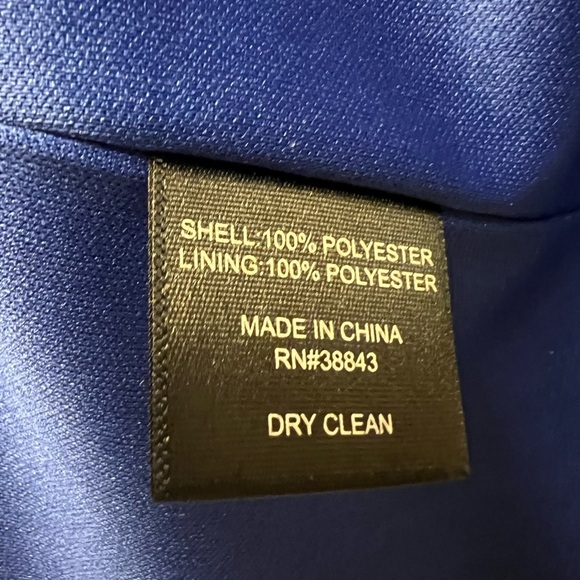 SHELL:100% POLYESTER
LINING:100% POLYESTER
MADE IN CHINA
RN#38843
DRY CLEAN